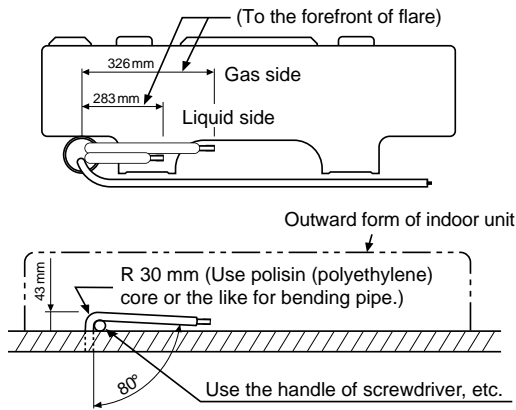 (To the forefront of flare)
326 mm
Gas side
283 mm
Liquid side
Outward form of indoor unit
43 mm
R 30 mm (Use polisin (polyethylene)
core or the like for bending pipe.)
80°
Use the handle of screwdriver, etc.